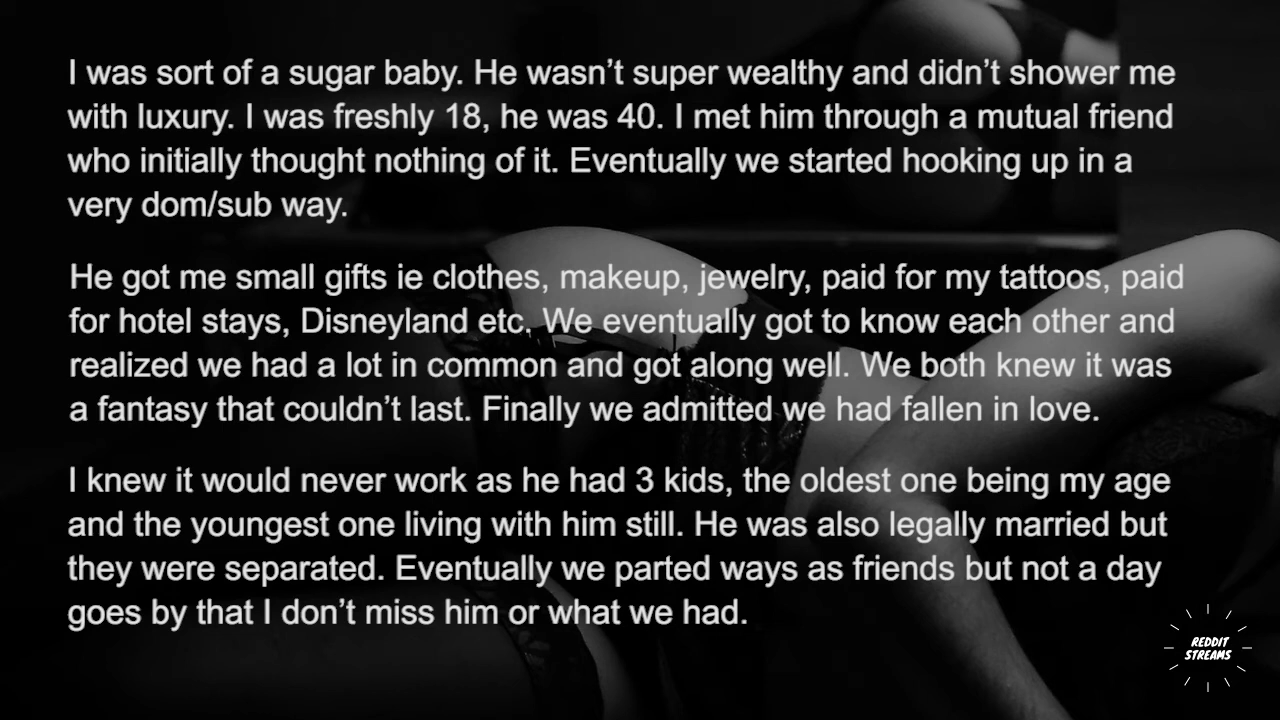 I was sort of a sugar baby. He wasn’t super wealthy and didn’t shower me
with luxury. I was freshly 18, he was 40. I met him through a mutual friend
who initially thought nothing of it. Eventually we started hooking up in a
very dom/sub way.
He got me small gifts ie clothes, makeup, jewelry, paid for my tattoos, paid
for hotel stays, Disneyland etc. We eventually got to know each other and
realized we had a lot in common and got along well. We both knew it was
a fantasy that couldn’t last. Finally we admitted we had fallen in love.
I knew it would never work as he had 3 kids, the oldest one being my age
and the youngest one living with him still. He was also legally married but
they were separated. Eventually we parted ways as friends but not a day
goes by that I don’t miss him or what we had.
REDDIT
STREAMS